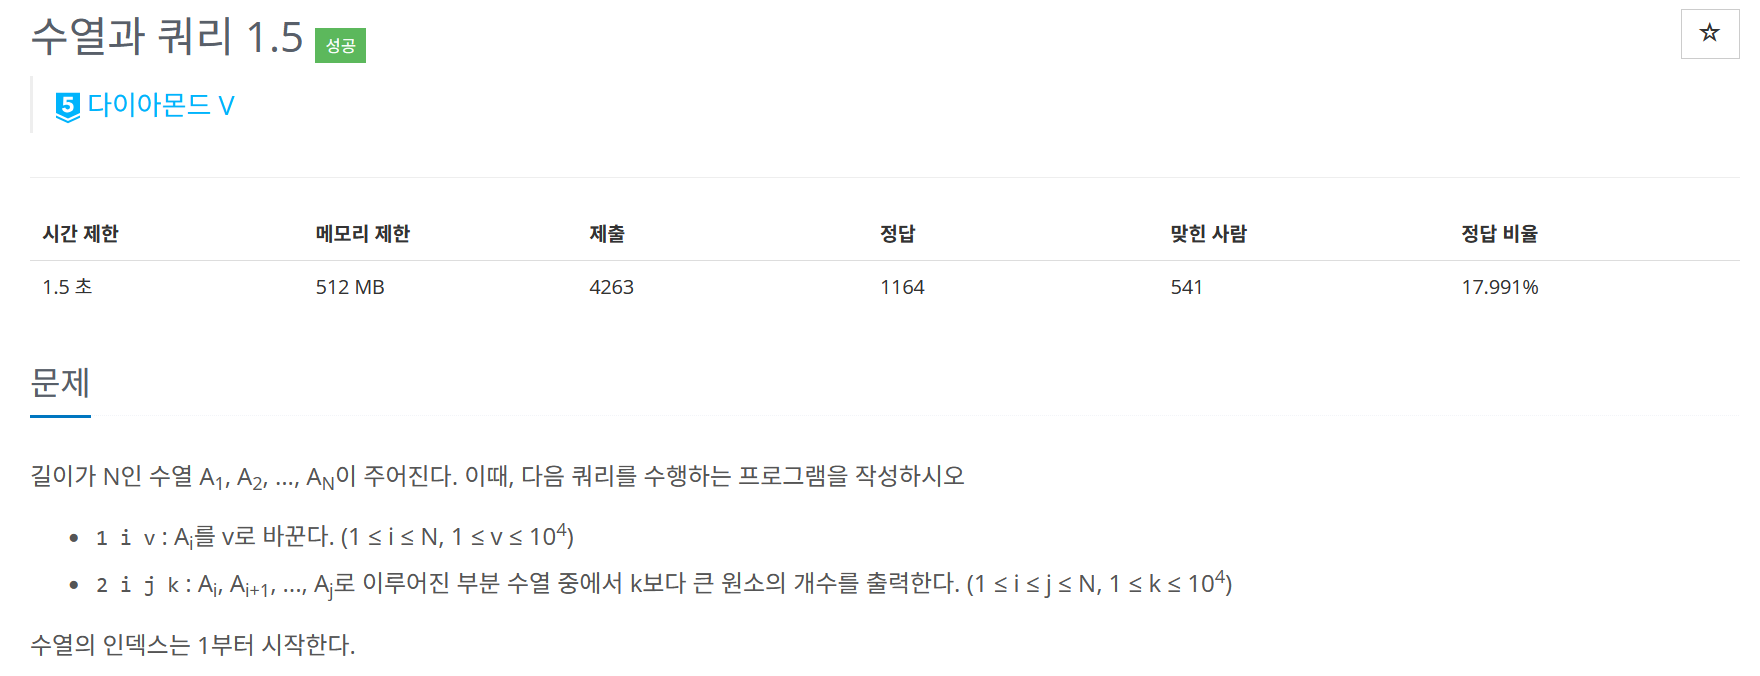 수열과 쿼리 1.5 성공
5 다이아몬드 V
시간 제한 메모리 제한 제출 정답 맞힌 사람 정답 비율
1.5 초 512 MB 4263 1164 541 17.991%
문제
길이가 N인 수열 A1, A2, ..., AN이 주어진다. 이때, 다음 쿼리를 수행하는 프로그램을 작성하시오
• 1 i v : Ai를 v로 바꾼다. (1 ≤ i ≤ N, 1 ≤ v ≤ 10^4)
• 2 i j k : Ai, Ai+1, ..., Aj로 이루어진 부분 수열 중에서 k보다 큰 원소의 개수를 출력한다. (1 ≤ i ≤ j ≤ N, 1 ≤ k ≤ 10^4)
수열의 인덱스는 1부터 시작한다.